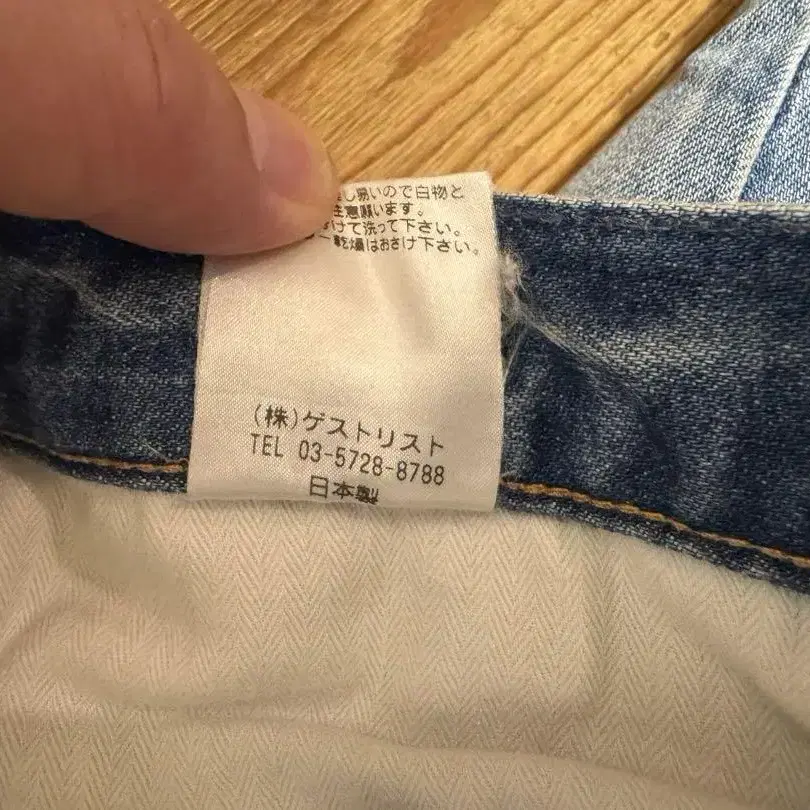 し易いので白物と
注意願います。
けて洗って下さい。
はおさけ下さい。
(株)ゲストリスト
TEL 03-5728-8788
日本製